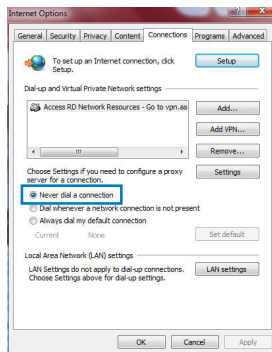 Internet Options
General Security Privacy Content Connections Programs Advanced
To set up an Internet connection, click
Setup.
Setup
Dial-up and Virtual Private Network settings
Access RD Network Resources - Go to vpn.as
Add...
Add VPN...
Remove...
Choose Settings if you need to configure a proxy
server for a connection.
Settings
Never dial a connection
Dial whenever a network connection is not present
Always dial my default connection
Current None
Set default
Local Area Network (LAN) settings
LAN Settings do not apply to dial-up connections.
Choose Settings above for dial-up settings.
LAN settings
OK Cancel Apply